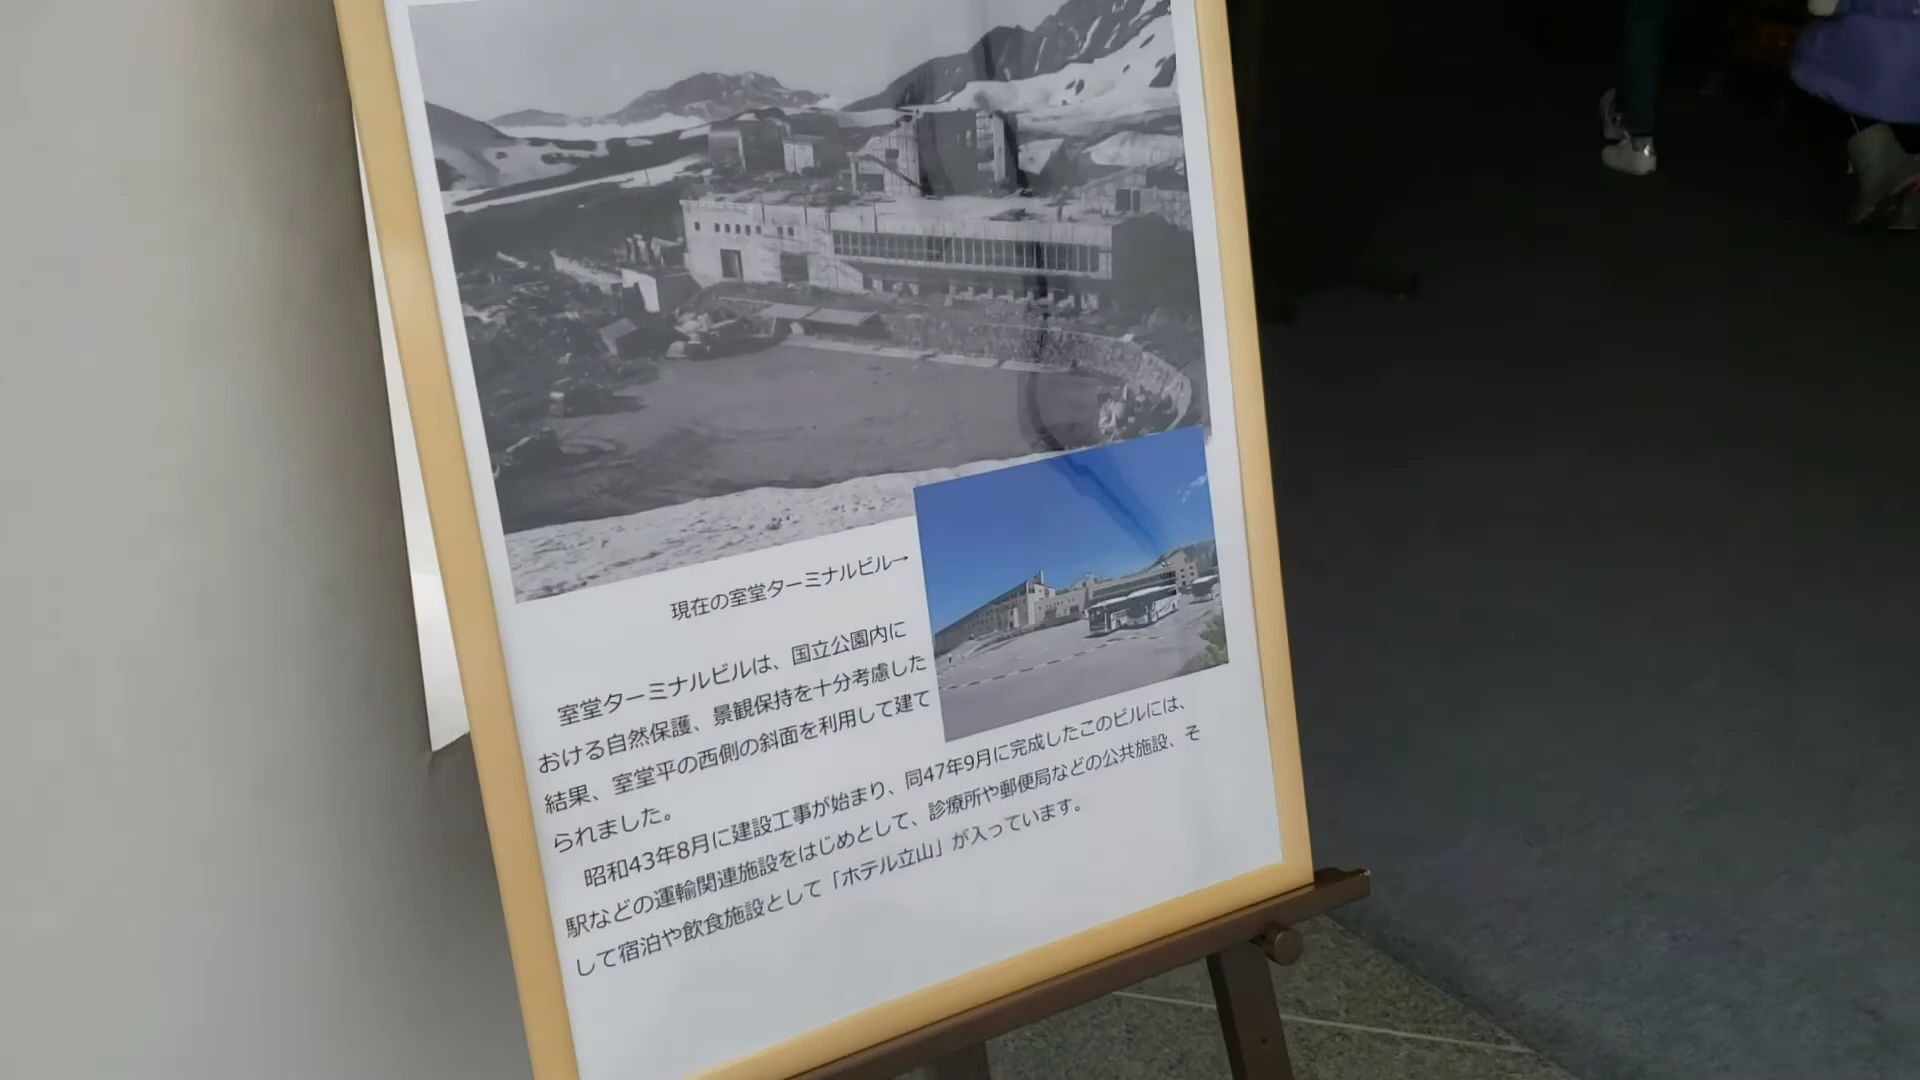 現在の室堂ターミナルビル→
室堂ターミナルビルは、国立公園内に
おける自然保護、景観保持を十分考慮した
結果、室堂平の西側の斜面を利用して建て
られました。
昭和43年8月に建設工事が始まり、同47年9月に完成したこのビルには、
駅などの運輸関連施設をはじめとして、診療所や郵便局などの公共施設、そ
して宿泊や飲食施設として「ホテル立山」が入っています。